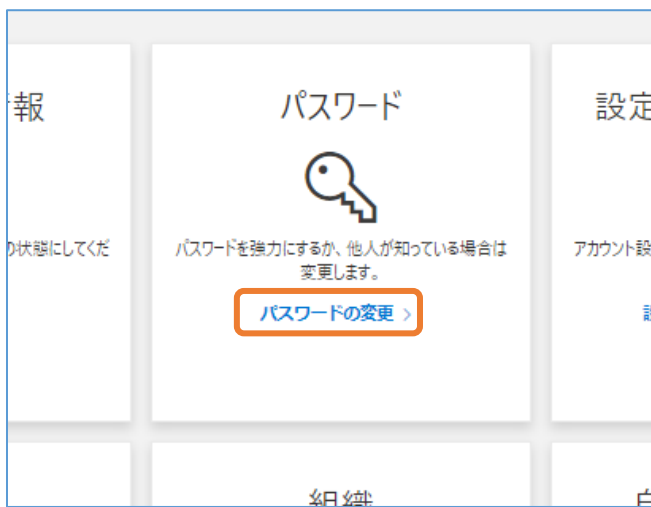 報
パスワード
設定
の状態にしてくだ
パスワードを強力にするか、他人が知っている場合は
変更します。
アカウント設
パスワードの変更 >
組織